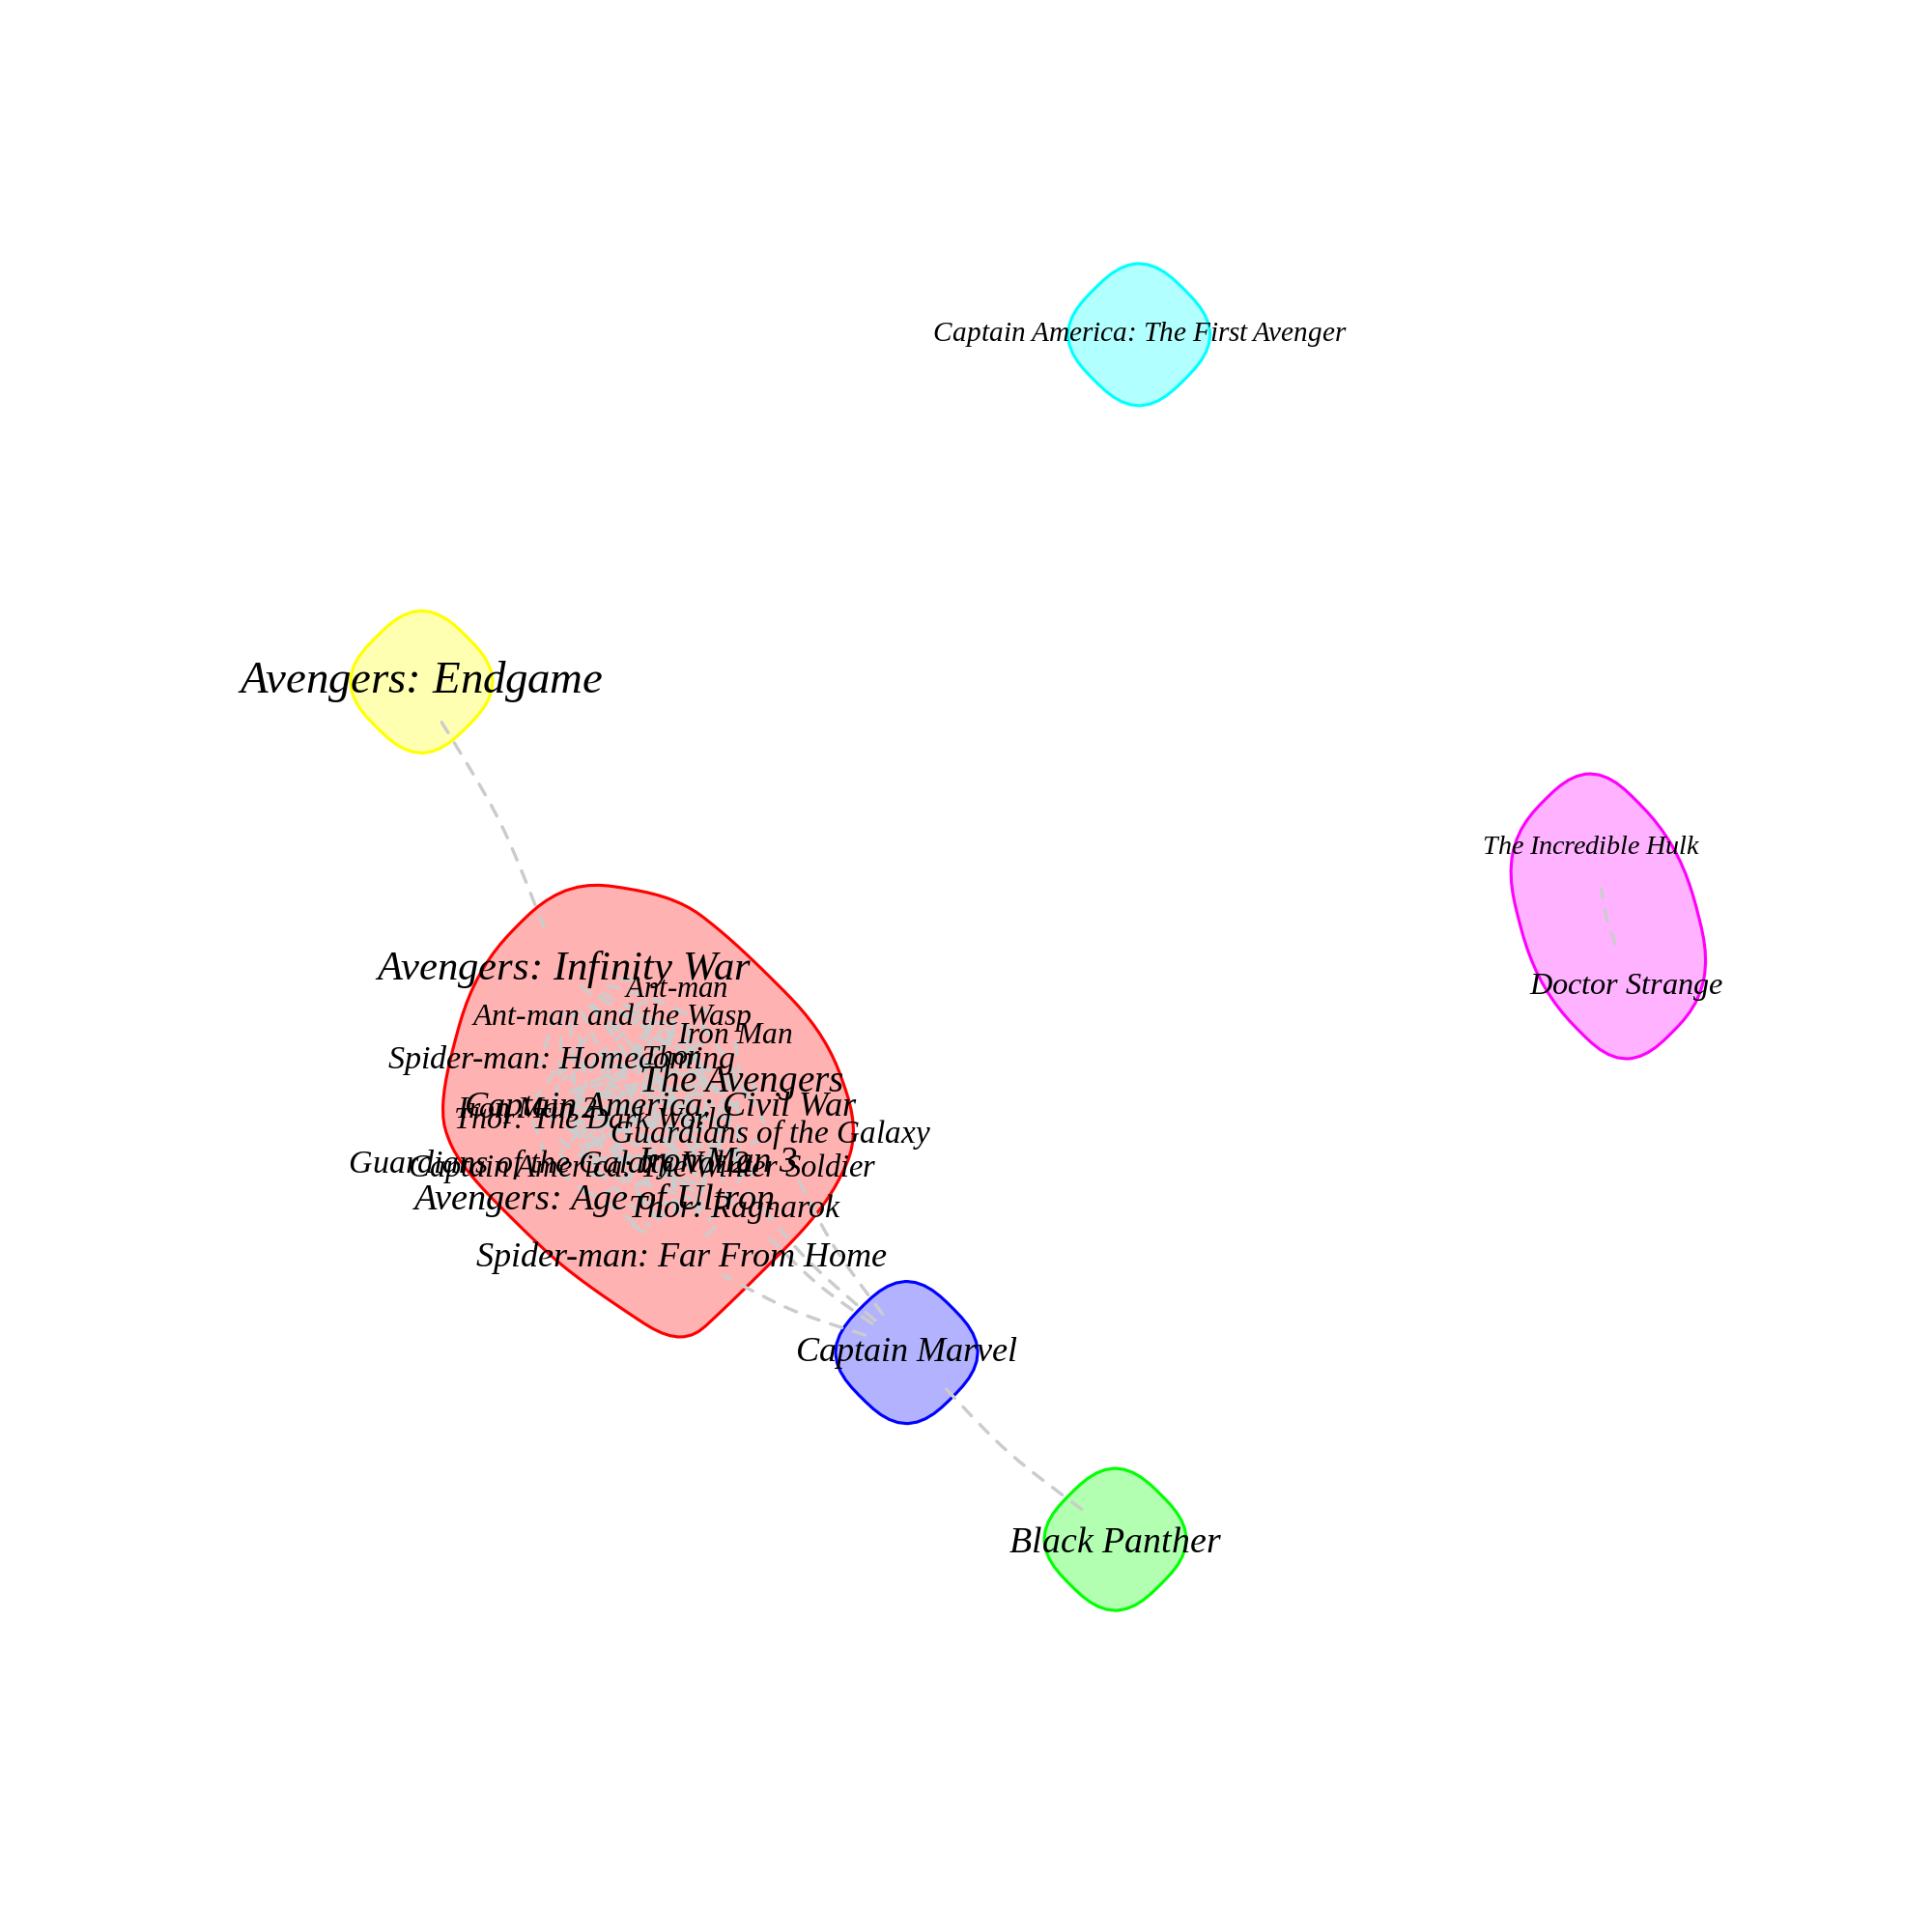 Captain America: The First Avenger
Avengers: Endgame
The Incredible Hulk
Avengers: Infinity War
Doctor Strange
Ant-man
Ant-man and the Wasp
Iron Man
Thor
Spider-man: Homecoming
The Avengers
Captain America: Civil War
Iron Man 2
Thor: The Dark World
Guardians of the Galaxy
Iron Man 3
Guardians of the Galaxy Vol 2
Captain America: The Winter Soldier
Avengers: Age of Ultron
Thor: Ragnarok
Spider-man: Far From Home
Captain Marvel
Black Panther